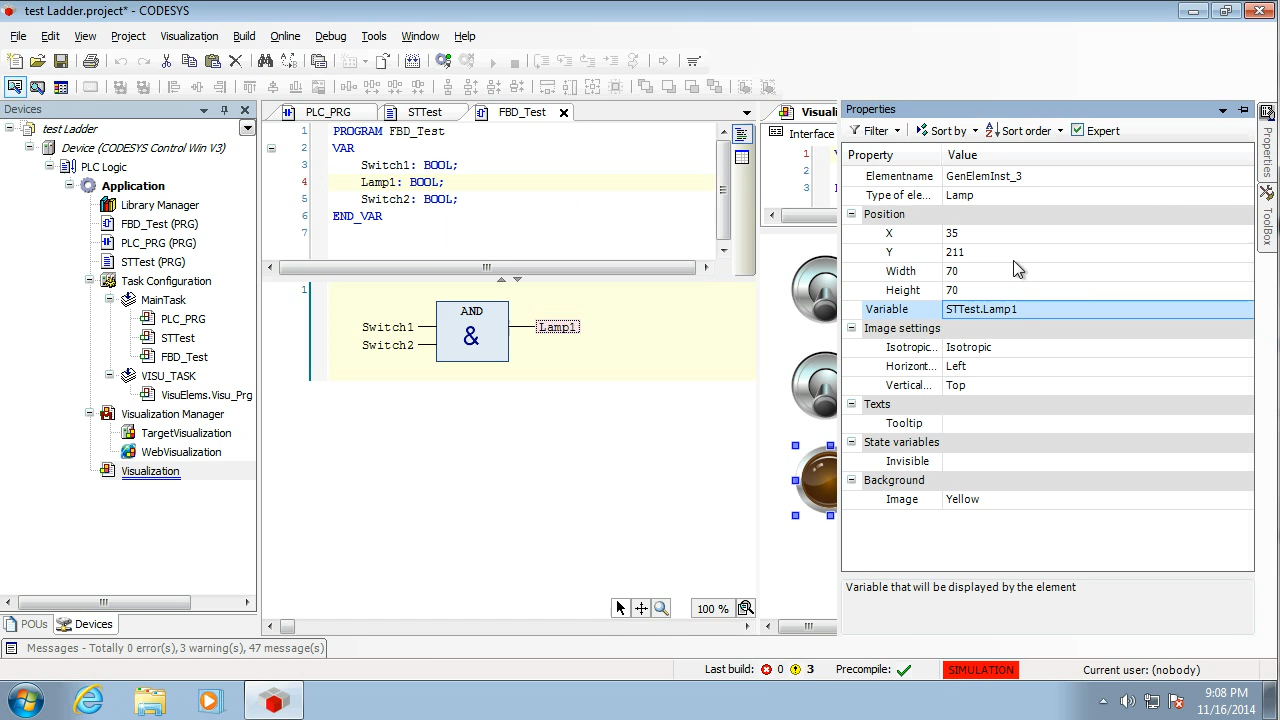 test Ladder.project* - CODESYS
File Edit View Project Visualization Build Online Debug Tools Window Help
Devices
test Ladder
Device (CODESYS Control Win V3)
PLC Logic
Application
Library Manager
FBD_Test (PRG)
PLC_PRG (PRG)
STTest (PRG)
Task Configuration
MainTask
PLC_PRG
STTest
FBD_Test
VISU_TASK
VisuElems.Visu_Prg
Visualization Manager
TargetVisualization
WebVisualization
Visualization
POUs Devices
PLC_PRG STTest FBD_Test
1 PROGRAM FBD_Test
2 VAR
3 Switch1: BOOL;
4 Lamp1: BOOL;
5 Switch2: BOOL;
6 END_VAR
7
1
AND
&
Switch1
Switch2
Lamp1
100 %
Visuali
Interface
1
2
3
Properties
Filter Sort by Sort order Expert
Property Value
Elementname GenElemInst_3
Type of ele... Lamp
Position
X 35
Y 211
Width 70
Height 70
Variable STTest.Lamp1
Image settings
Isotropic... Isotropic
Horizont... Left
Vertical... Top
Texts
Tooltip
State variables
Invisible
Background
Image Yellow
Variable that will be displayed by the element
Properties
ToolBox
Messages - Totally 0 error(s), 3 warning(s), 47 message(s)
Last build: 0 3 Precompile: SIMULATION Current user: (nobody)
9:08 PM
11/16/2014